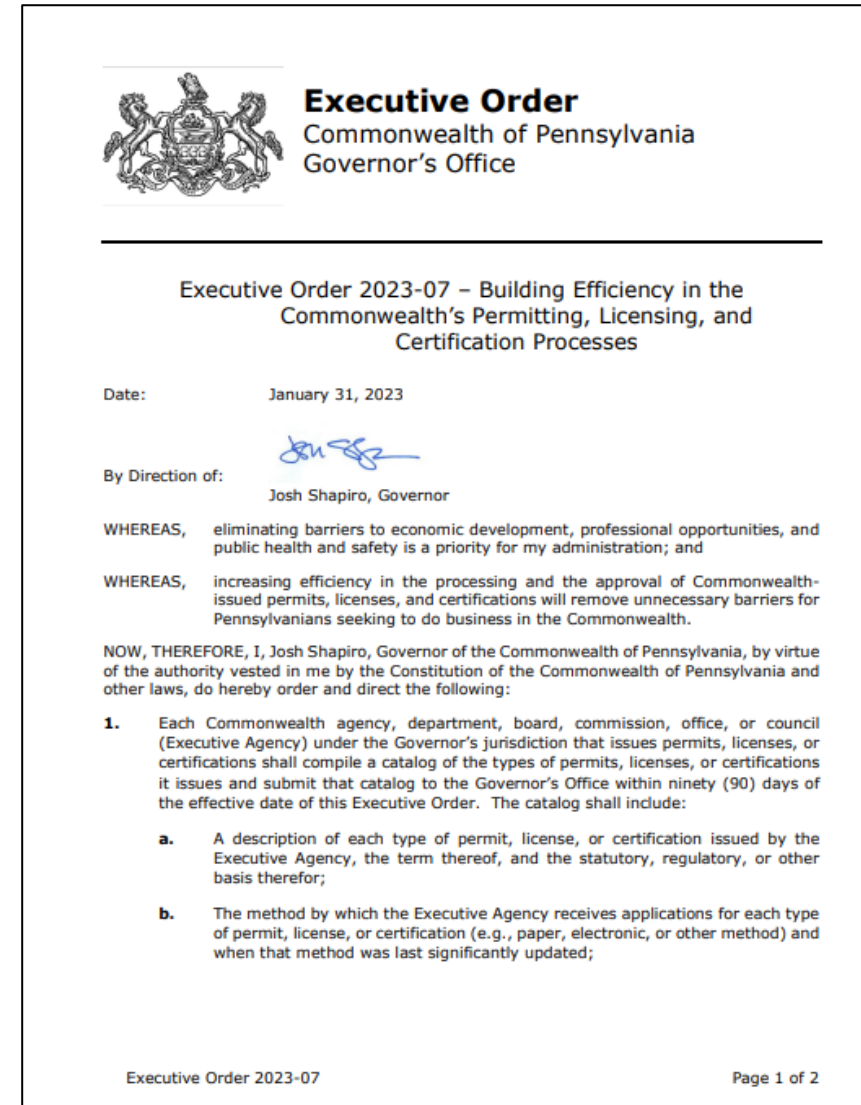 Executive Order
Commonwealth of Pennsylvania
Governor's Office
Executive Order 2023-07 – Building Efficiency in the
Commonwealth's Permitting, Licensing, and
Certification Processes
Date: January 31, 2023
By Direction of:
Josh Shapiro, Governor
WHEREAS, eliminating barriers to economic development, professional opportunities, and
public health and safety is a priority for my administration; and
WHEREAS, increasing efficiency in the processing and the approval of Commonwealth-
issued permits, licenses, and certifications will remove unnecessary barriers for
Pennsylvanians seeking to do business in the Commonwealth.
NOW, THEREFORE, I, Josh Shapiro, Governor of the Commonwealth of Pennsylvania, by virtue
of the authority vested in me by the Constitution of the Commonwealth of Pennsylvania and
other laws, do hereby order and direct the following:
1. Each Commonwealth agency, department, board, commission, office, or council
(Executive Agency) under the Governor's jurisdiction that issues permits, licenses, or
certifications shall compile a catalog of the types of permits, licenses, or certifications
it issues and submit that catalog to the Governor's Office within ninety (90) days of
the effective date of this Executive Order. The catalog shall include:
a. A description of each type of permit, license, or certification issued by the
Executive Agency, the term thereof, and the statutory, regulatory, or other
basis therefor;
b. The method by which the Executive Agency receives applications for each type
of permit, license, or certification (e.g., paper, electronic, or other method) and
when that method was last significantly updated;
Executive Order 2023-07 Page 1 of 2